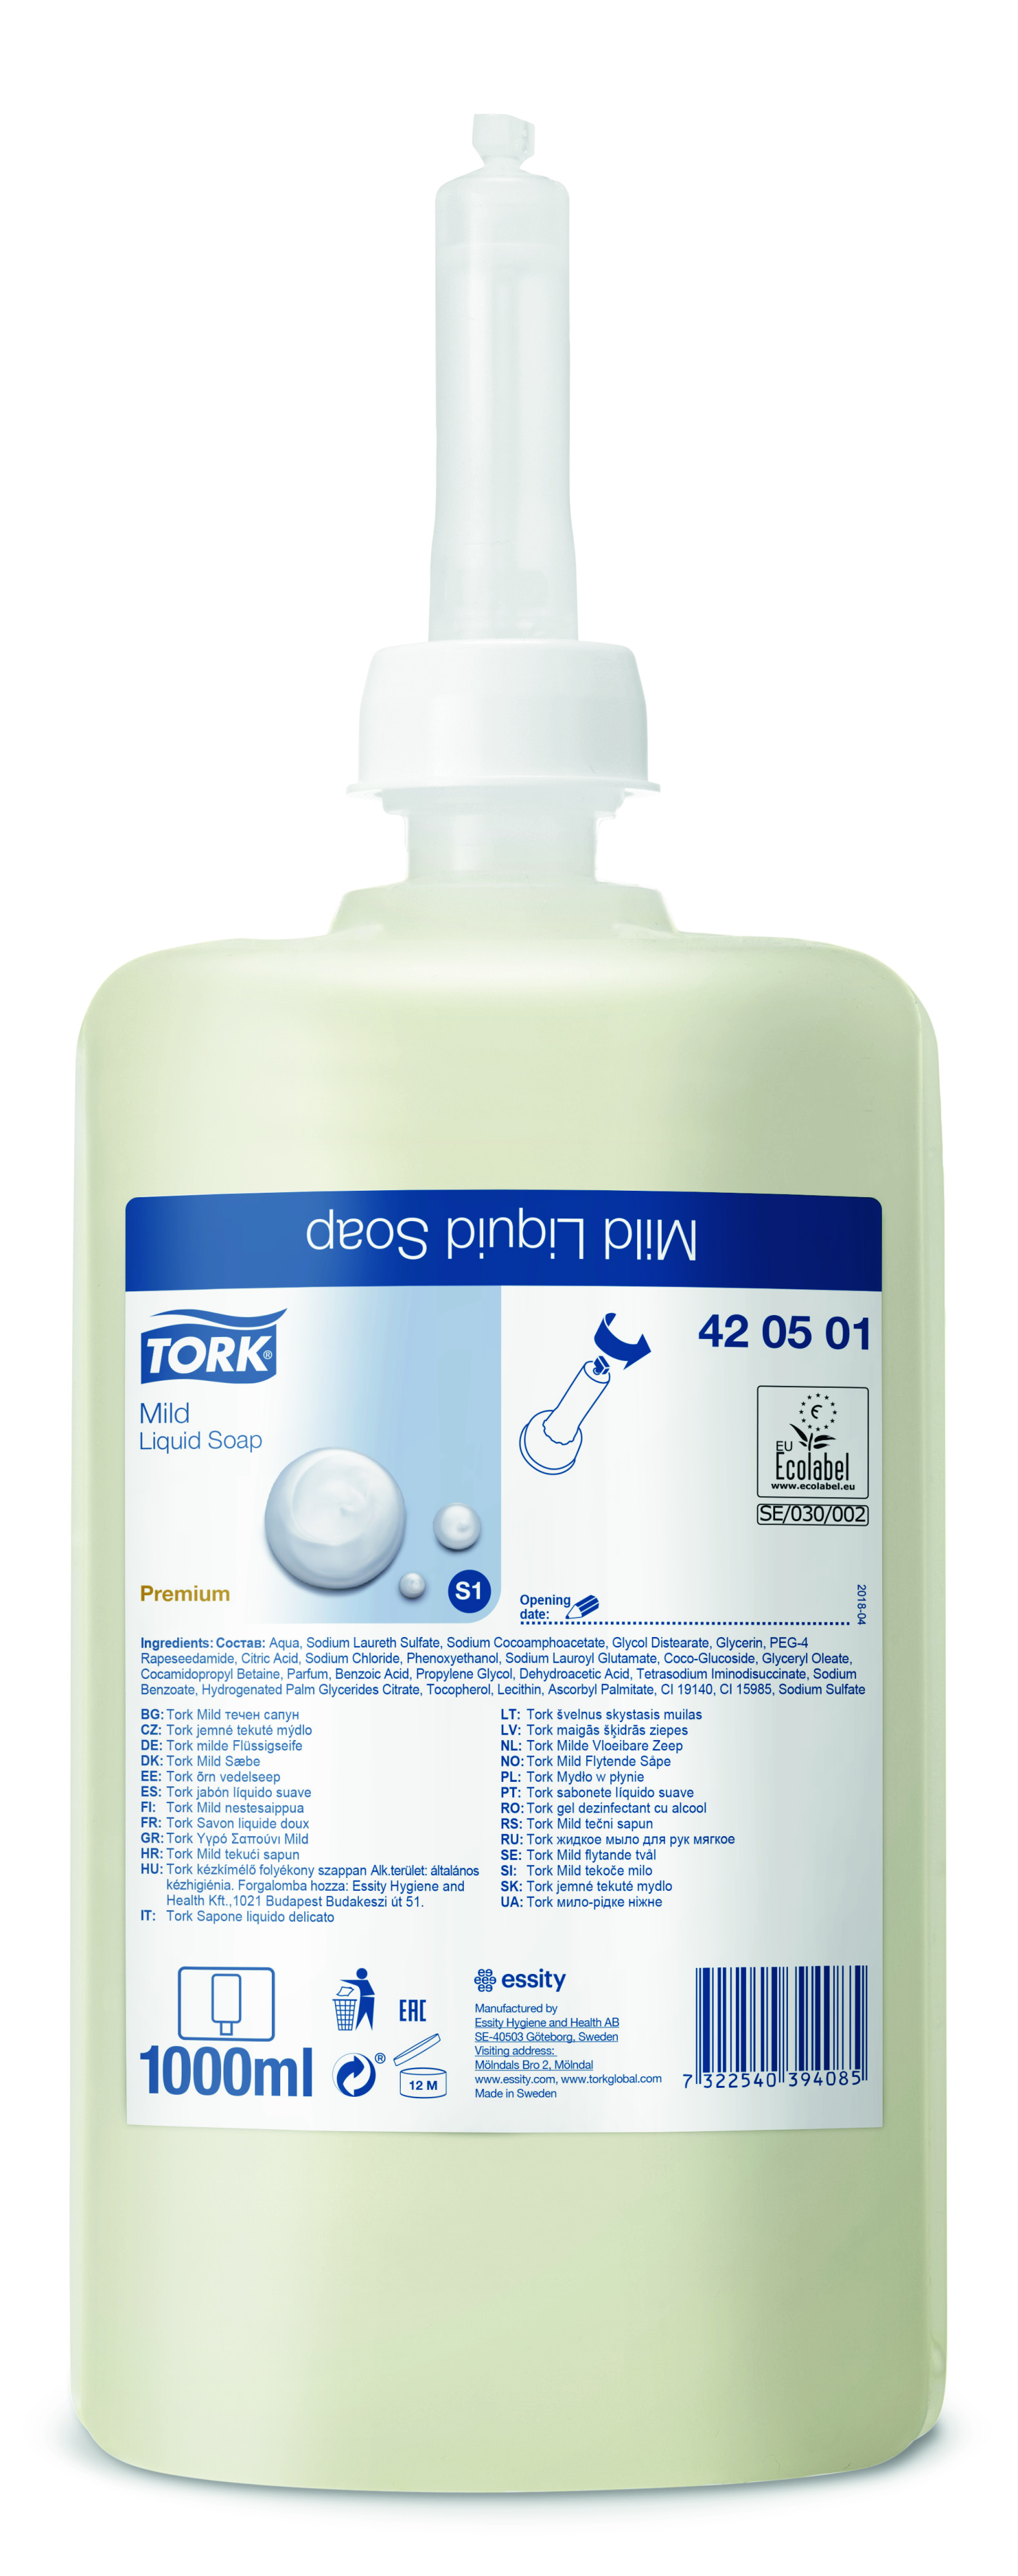 Mild Liquid Soap
TORK®
Mild
Liquid Soap
Premium
S1
42 05 01
EU
Ecolabel
www.ecolabel.eu
SE/030/002
Opening
date:
2018-04
Ingredients: Состав: Aqua, Sodium Laureth Sulfate, Sodium Cocoamphoacetate, Glycol Distearate, Glycerin, PEG-4
Rapeseedamide, Citric Acid, Sodium Chloride, Phenoxyethanol, Sodium Lauroyl Glutamate, Coco-Glucoside, Glyceryl Oleate,
Cocamidopropyl Betaine, Parfum, Benzoic Acid, Propylene Glycol, Dehydroacetic Acid, Tetrasodium Iminodisuccinate, Sodium
Benzoate, Hydrogenated Palm Glycerides Citrate, Tocopherol, Lecithin, Ascorbyl Palmitate, CI 19140, CI 15985, Sodium Sulfate
BG: Tork Mild течен сапун
CZ: Tork jemné tekuté mýdlo
DE: Tork milde Flüssigseife
DK: Tork Mild Sæbe
EE: Tork õrn vedelseep
ES: Tork jabón líquido suave
FI: Tork Mild nestesaippua
FR: Tork Savon liquide doux
GR: Tork Υγρό Σαπούνι Mild
HR: Tork Mild tekući sapun
HU: Tork kézkímélő folyékony szappan Alk.terület: általános
kézhigiénia. Forgalomba hozza: Essity Hygiene and
Health Kft.,1021 Budapest Budakeszi út 51.
IT: Tork Sapone liquido delicato
LT: Tork švelnus skystasis muilas
LV: Tork maigās šķidrās ziepes
NL: Tork Milde Vloeibare Zeep
NO: Tork Mild Flytende Såpe
PL: Tork Mydło w płynie
PT: Tork sabonete líquido suave
RO: Tork gel dezinfectant cu alcool
RS: Tork Mild tečni sapun
RU: Tork жидкое мыло для рук мягкое
SE: Tork Mild flytande tvål
SI: Tork Mild tekoče milo
SK: Tork jemné tekuté mydlo
UA: Tork мило-рідке ніжне
1000ml
EAC
®
12 M
essity
Manufactured by
Essity Hygiene and Health AB
SE-40503 Göteborg, Sweden
Visiting address:
Mölndals Bro 2, Mölndal
www.essity.com, www.torkglobal.com
Made in Sweden
7 322540 394085